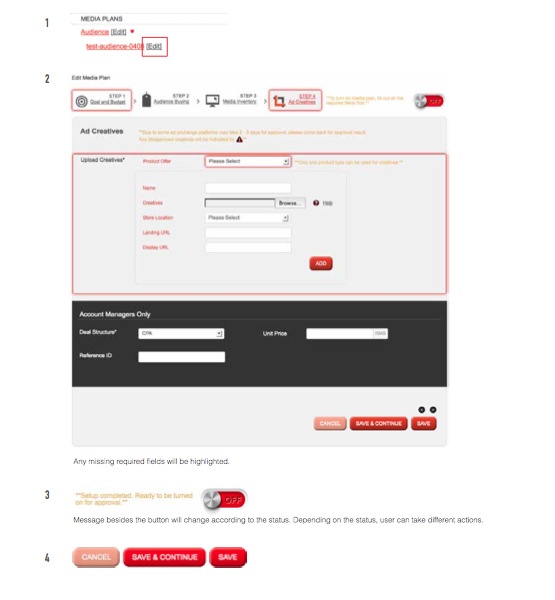 1
MEDIA PLANS
Audience [Edit]
test-audience-0408 [Edit]
2
Edit Media Plan
STEP 1
Goal and Budget
STEP 2
Audience Buying
STEP 3
Media Inventory
STEP 4
Ad Creatives
**To turn on media plan, fill out all the
required fields first.**
OFF
Ad Creatives
**Due to some ad exchange platforms may take 3 - 5 days for approval, please come back for approval result.
Any disapproved creatives will be indicated by
Upload Creatives*
Product Offer
Please Select
**Only one product type can be used for creatives **
Name
Creatives
Browse...
Store Location
Please Select
Landing URL
Display URL
ADD
Account Managers Only
Deal Structure*
CPA
Unit Price
Reference ID
CANCEL
SAVE & CONTINUE
SAVE
Any missing required fields will be highlighted.
3
**Setup completed. Ready to be turned
on for approval.**
OFF
Message besides the button will change according to the status. Depending on the status, user can take different actions.
4
CANCEL
SAVE & CONTINUE
SAVE